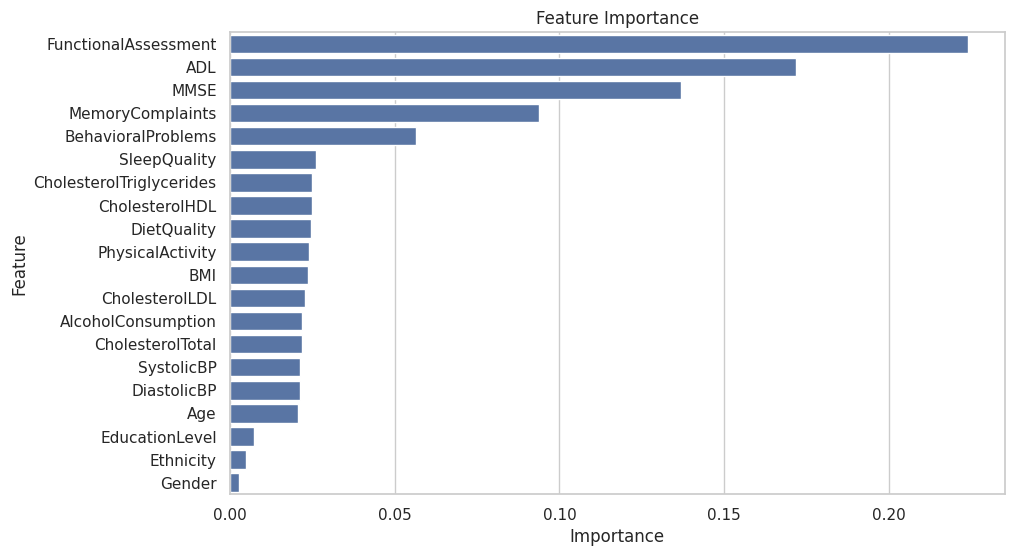 Feature Importance
FunctionalAssessment
ADL
MMSE
MemoryComplaints
BehavioralProblems
SleepQuality
CholesterolTriglycerides
CholesterolHDL
DietQuality
PhysicalActivity
BMI
CholesterolLDL
AlcoholConsumption
CholesterolTotal
SystolicBP
DiastolicBP
Age
EducationLevel
Ethnicity
Gender
Feature
0.00 0.05 0.10 0.15 0.20
Importance